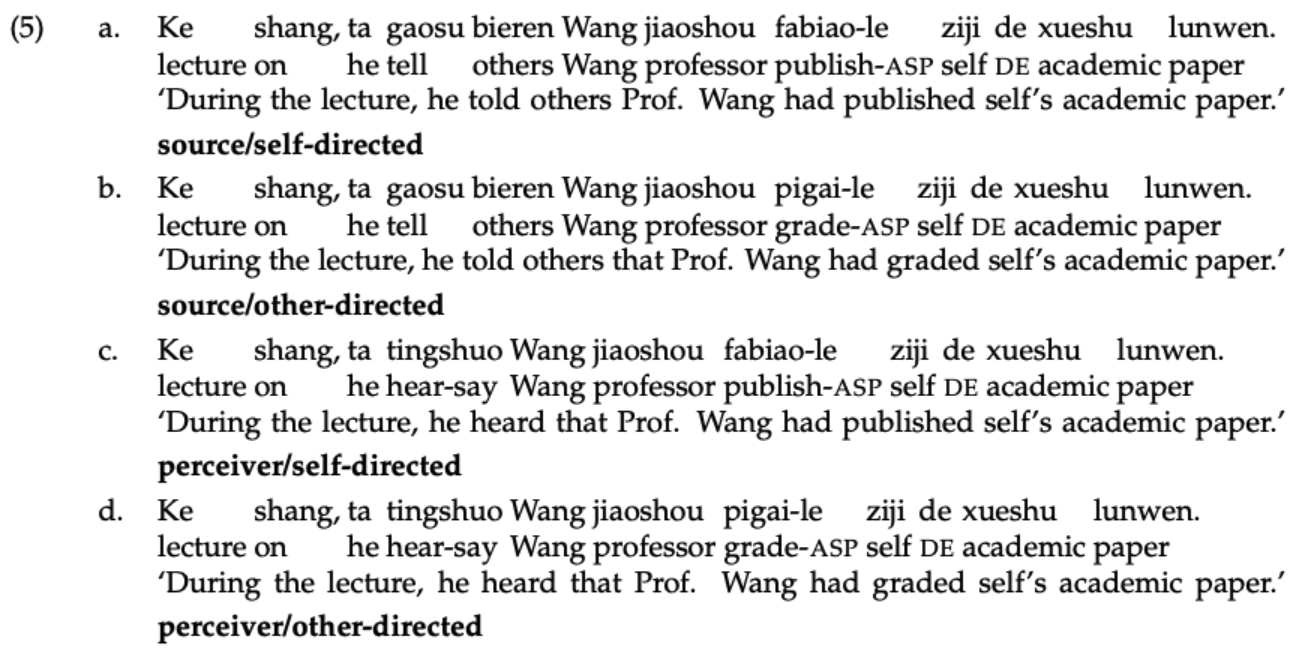 (5) a. Ke shang, ta gaosu bieren Wang jiaoshou fabiao-le ziji de xueshu lunwen.
lecture on he tell others Wang professor publish-ASP self DE academic paper
‘During the lecture, he told others Prof. Wang had published self’s academic paper.’
source/self-directed
b. Ke shang, ta gaosu bieren Wang jiaoshou pigai-le ziji de xueshu lunwen.
lecture on he tell others Wang professor grade-ASP self DE academic paper
‘During the lecture, he told others that Prof. Wang had graded self’s academic paper.’
source/other-directed
c. Ke shang, ta tingshuo Wang jiaoshou fabiao-le ziji de xueshu lunwen.
lecture on he hear-say Wang professor publish-ASP self DE academic paper
‘During the lecture, he heard that Prof. Wang had published self’s academic paper.’
perceiver/self-directed
d. Ke shang, ta tingshuo Wang jiaoshou pigai-le ziji de xueshu lunwen.
lecture on he hear-say Wang professor grade-ASP self DE academic paper
‘During the lecture, he heard that Prof. Wang had graded self’s academic paper.’
perceiver/other-directed